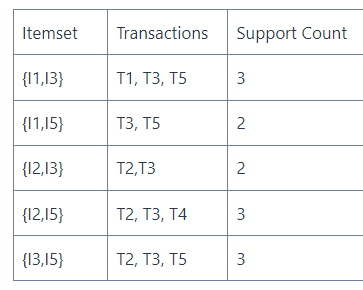 Itemset Transactions Support Count
{I1,I3} T1, T3, T5 3
{I1,I5} T3, T5 2
{I2,I3} T2,T3 2
{I2,I5} T2, T3, T4 3
{I3,I5} T2, T3, T5 3